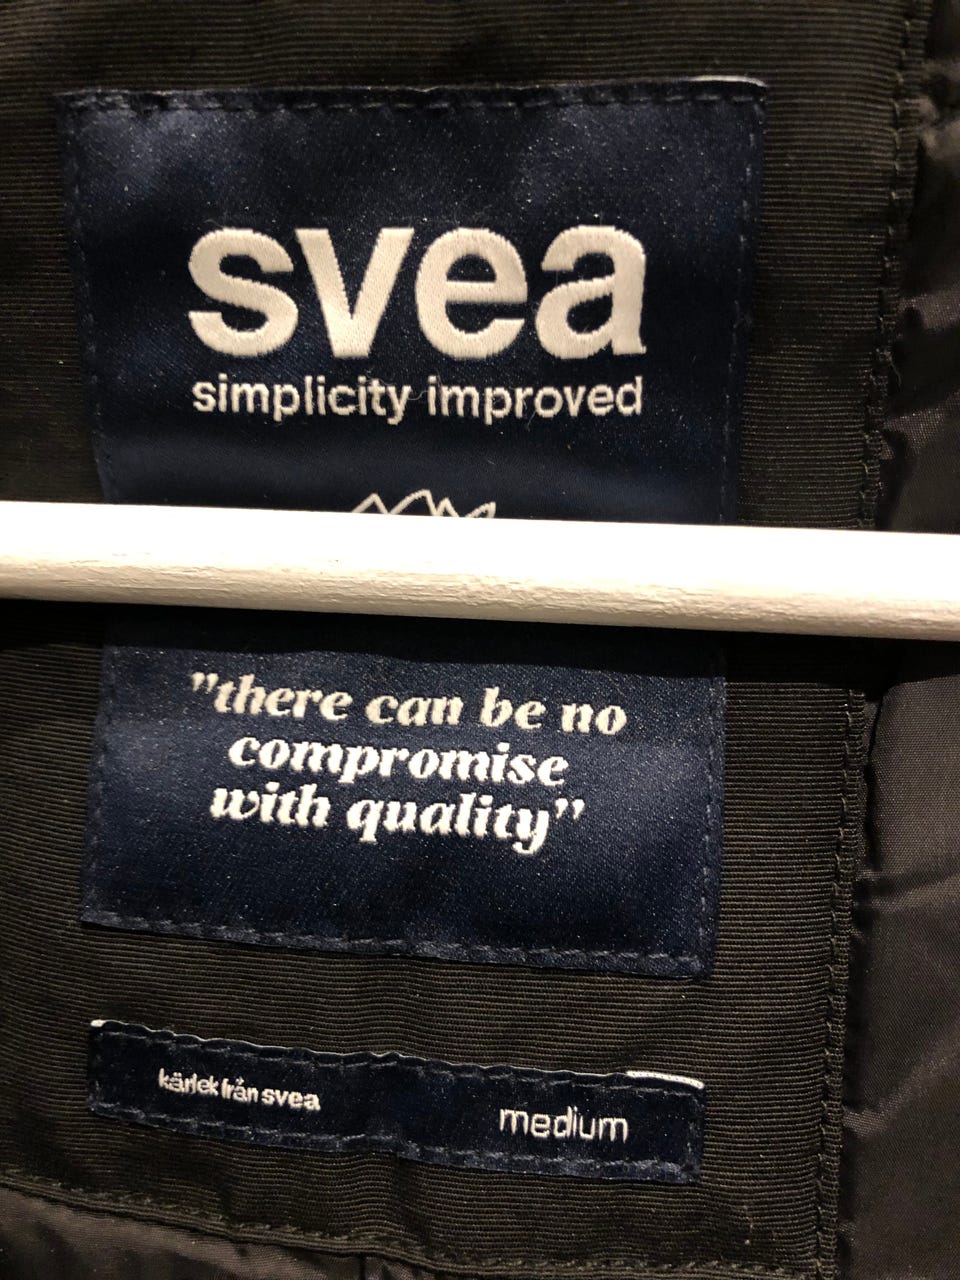 svea
simplicity improved
"there can be no
compromise
with quality"
kärlek från svea
medium